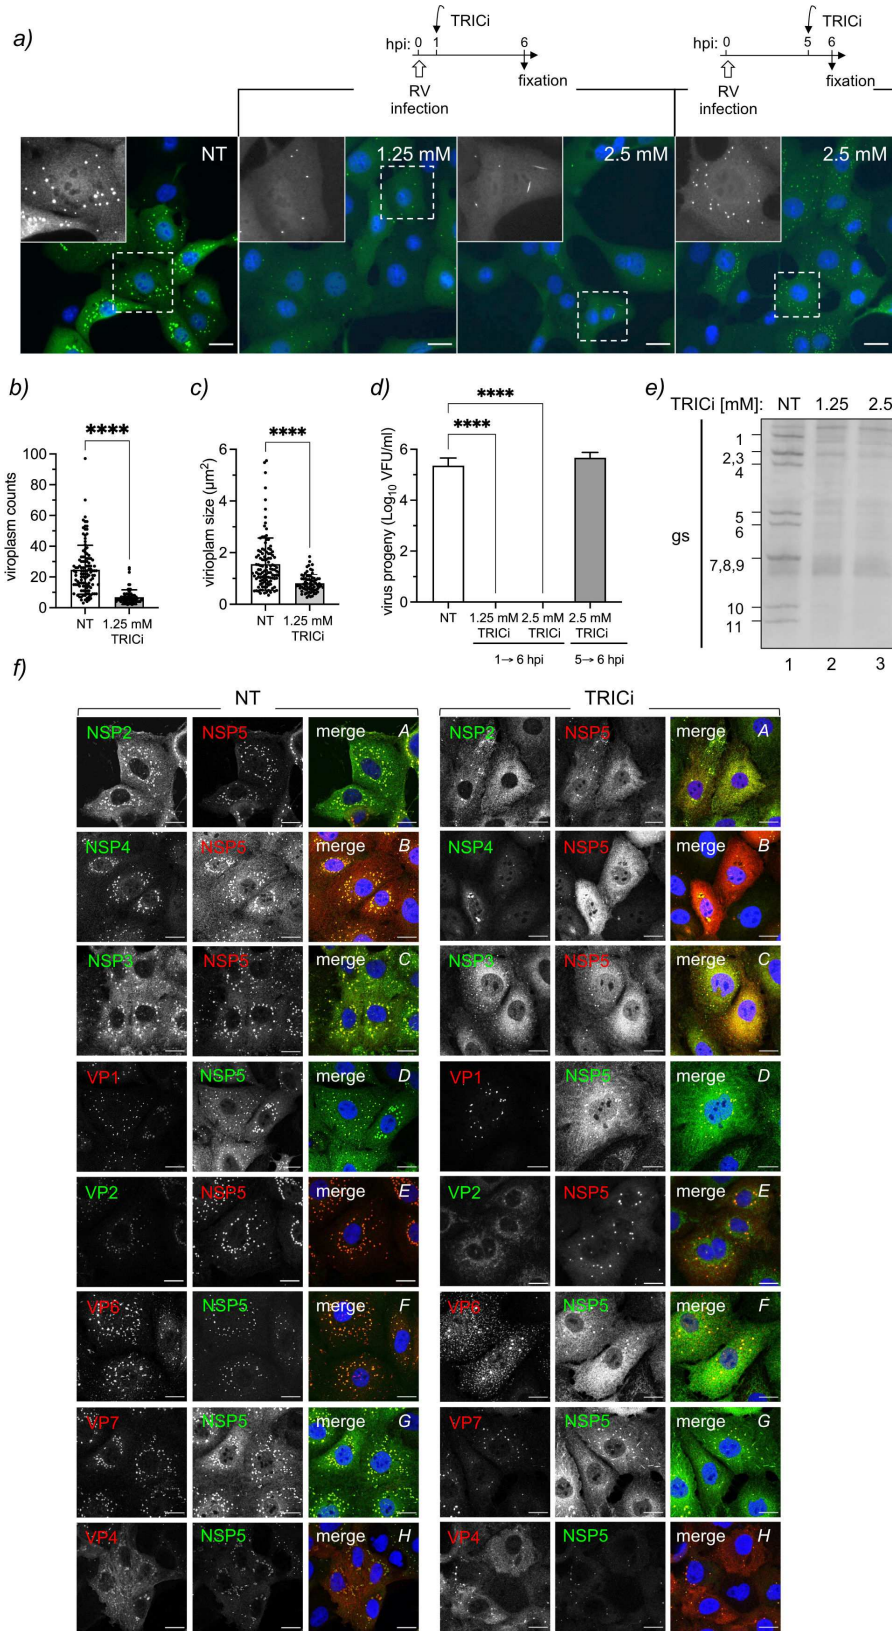 a)
TRICi
hpi: 0 1 6
RV
infection
fixation
TRICi
hpi: 0 5 6
RV
infection
fixation
NT
1.25 mM
2.5 mM
2.5 mM
b)
****
viroplasm counts
100
80
60
40
20
0
NT
1.25 mM
TRICi
c)
****
virioplam size (µm²)
6
4
2
0
NT
1.25 mM
TRICi
d)
****
****
virus progeny (Log₁₀ VFU/ml)
6
4
2
0
NT
1.25 mM
TRICi
2.5 mM
TRICi
2.5 mM
TRICi
1→6 hpi
5→6 hpi
e)
TRICi [mM]: NT 1.25 2.5
gs
1
2,3
4
5
6
7,8,9
10
11
1 2 3
f)
NT
TRICi
NSP2 NSP5 merge A
NSP2 NSP5 merge A
NSP4 NSP5 merge B
NSP4 NSP5 merge B
NSP3 NSP5 merge C
NSP3 NSP5 merge C
VP1 NSP5 merge D
VP1 NSP5 merge D
VP2 NSP5 merge E
VP2 NSP5 merge E
VP6 NSP5 merge F
VP6 NSP5 merge F
VP7 NSP5 merge G
VP7 NSP5 merge G
VP4 NSP5 merge H
VP4 NSP5 merge H